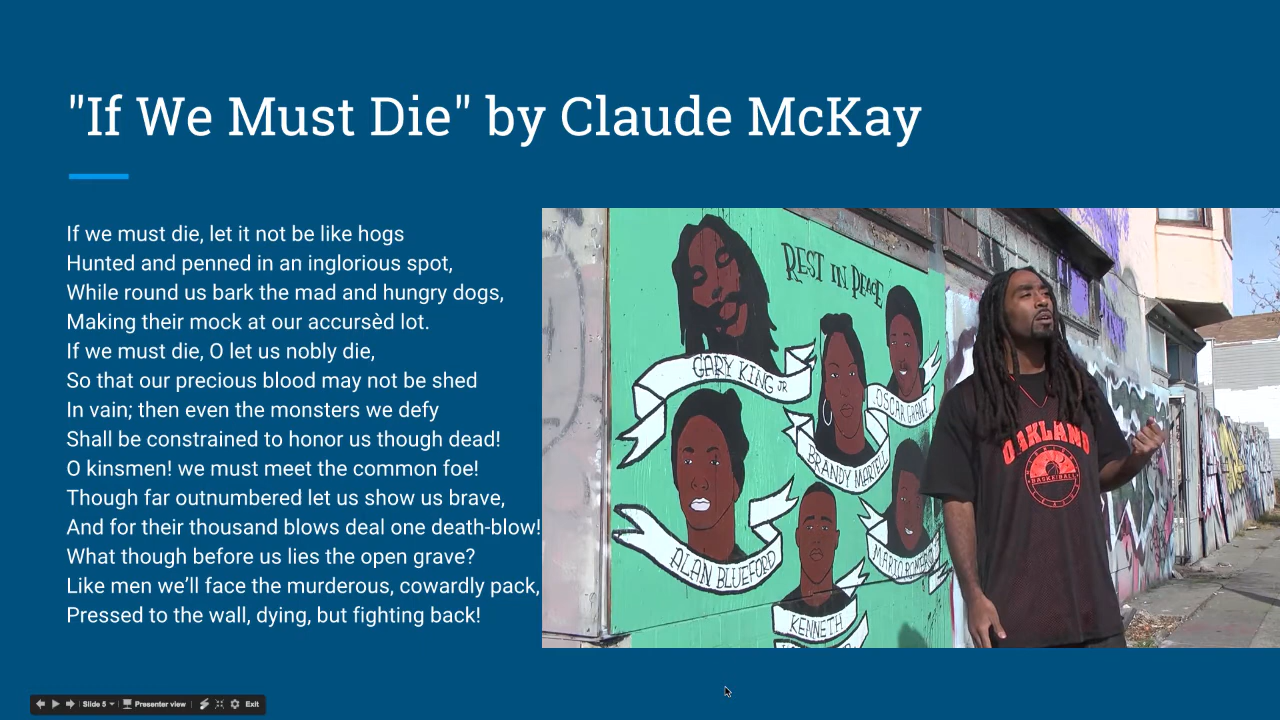 "If We Must Die" by Claude McKay
If we must die, let it not be like hogs
Hunted and penned in an inglorious spot,
While round us bark the mad and hungry dogs,
Making their mock at our accursèd lot.
If we must die, O let us nobly die,
So that our precious blood may not be shed
In vain; then even the monsters we defy
Shall be constrained to honor us though dead!
O kinsmen! we must meet the common foe!
Though far outnumbered let us show us brave,
And for their thousand blows deal one death-blow!
What though before us lies the open grave?
Like men we’ll face the murderous, cowardly pack,
Pressed to the wall, dying, but fighting back!
REST IN PEACE
GARY KING JR
OSCAR GRANT
BRANDY MARTELL
ALAN BLUEFORD
MARIO
KENNETH
OAKLAND
BASKETBALL
Slide 5
Presenter view
Exit